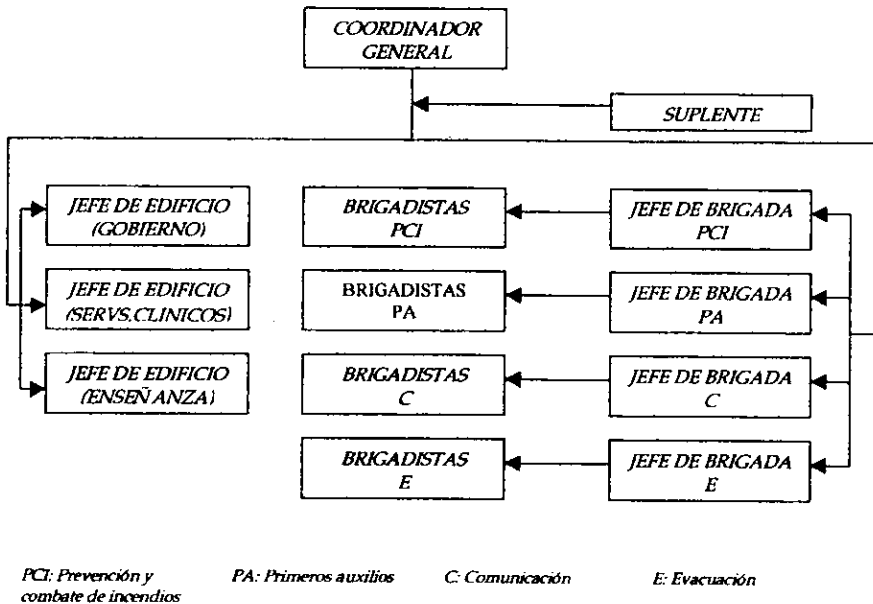 COORDINADOR
GENERAL
SUPLENTE
JEFE DE EDIFICIO
(GOBIERNO)
BRIGADISTAS
PCI
JEFE DE BRIGADA
PCI
JEFE DE EDIFICIO
(SERVS.CLINICOS)
BRIGADISTAS
PA
JEFE DE BRIGADA
PA
JEFE DE EDIFICIO
(ENSEÑANZA)
BRIGADISTAS
C
JEFE DE BRIGADA
C
BRIGADISTAS
E
JEFE DE BRIGADA
E
PCI: Prevención y
combate de incendios
PA: Primeros auxilios
C: Comunicación
E: Evacuación